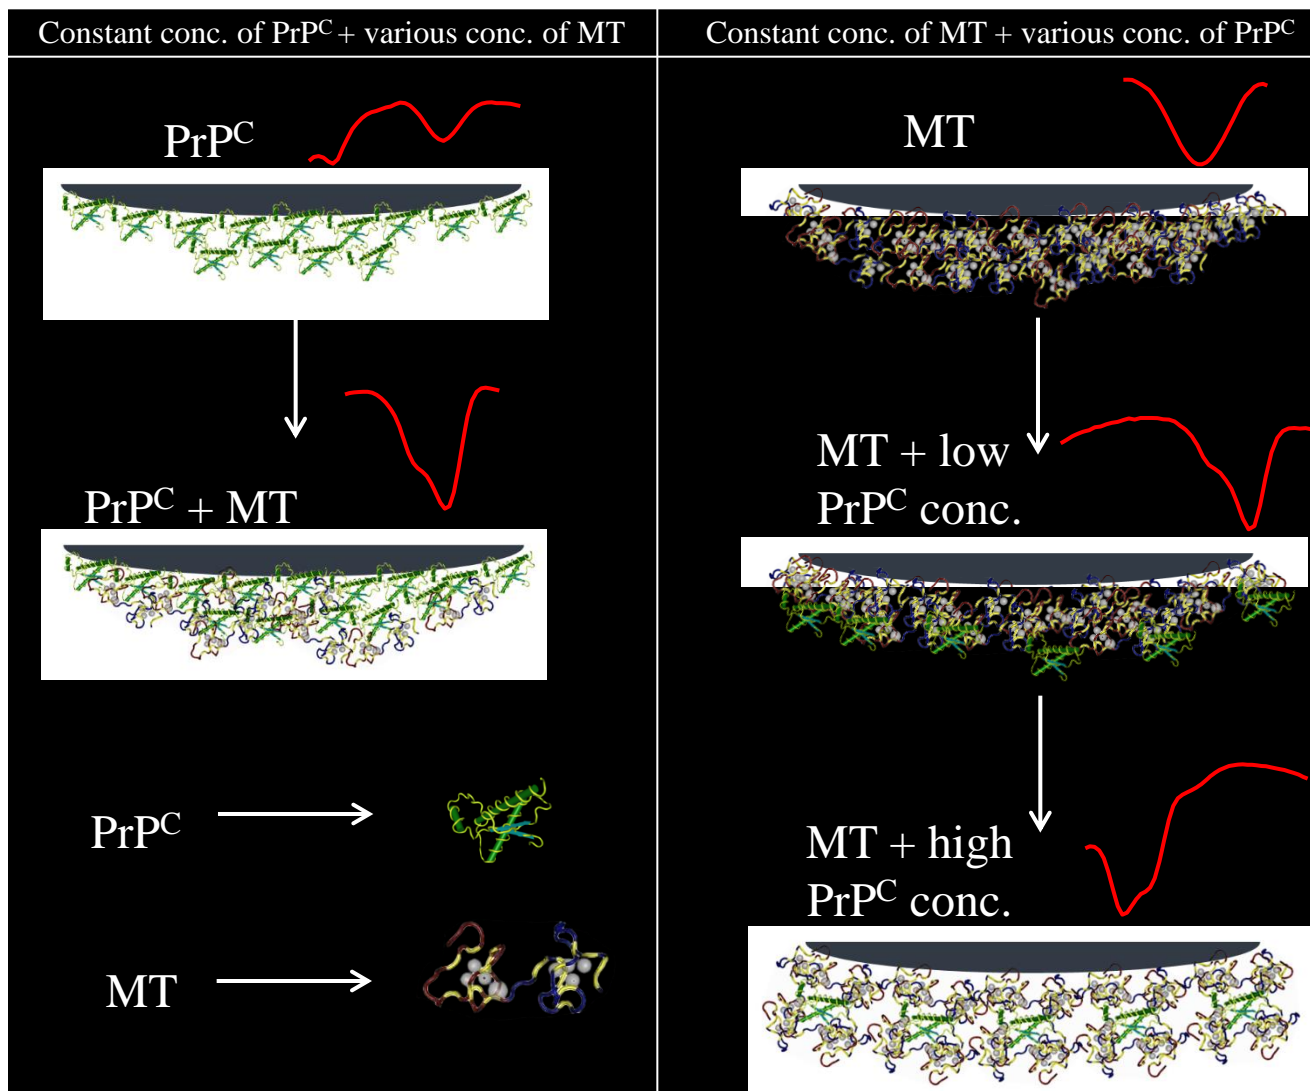 Constant conc. of PrPᶜ + various conc. of MT
PrPᶜ
PrPᶜ + MT
PrPᶜ
MT
Constant conc. of MT + various conc. of PrPᶜ
MT
MT + low
PrPᶜ conc.
MT + high
PrPᶜ conc.